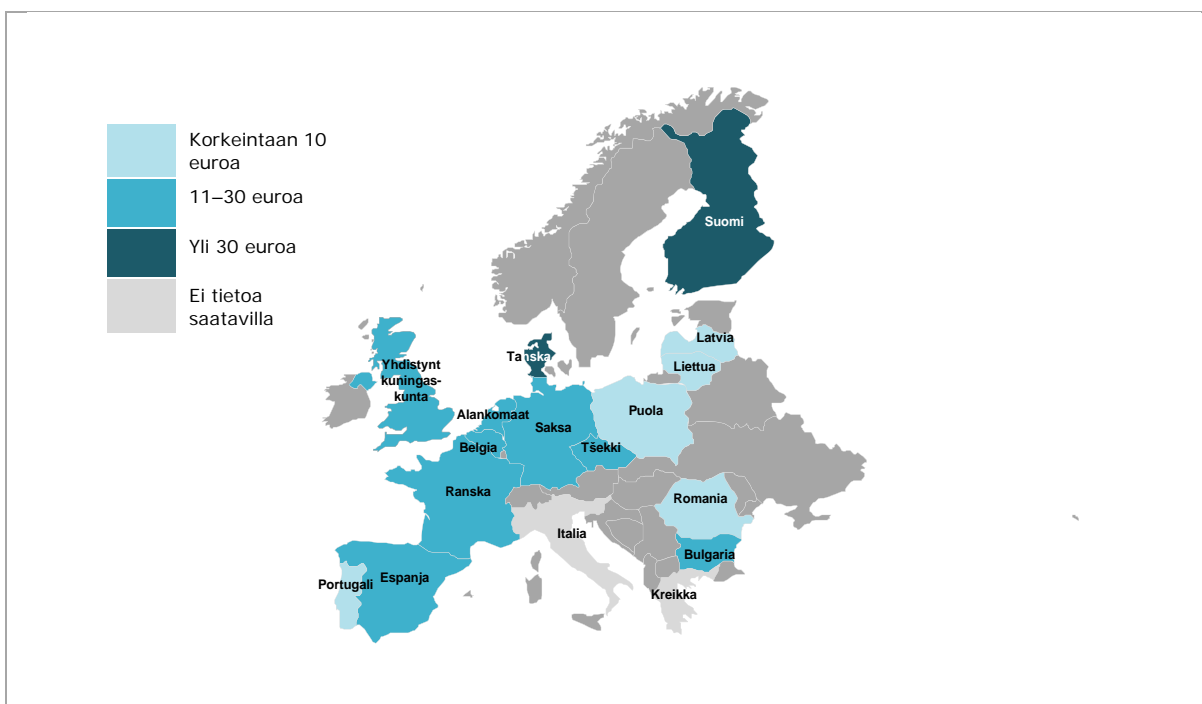 Korkeintaan 10
euroa
11–30 euroa
Yli 30 euroa
Ei tietoa
saatavilla
Suomi
Latvia
Tanska
Liettua
Yhdistynt
kuningas-
kunta
Puola
Alankomaat
Saksa
Belgia
Tšekki
Ranska
Romania
Italia
Bulgaria
Espanja
Portugali
Kreikka